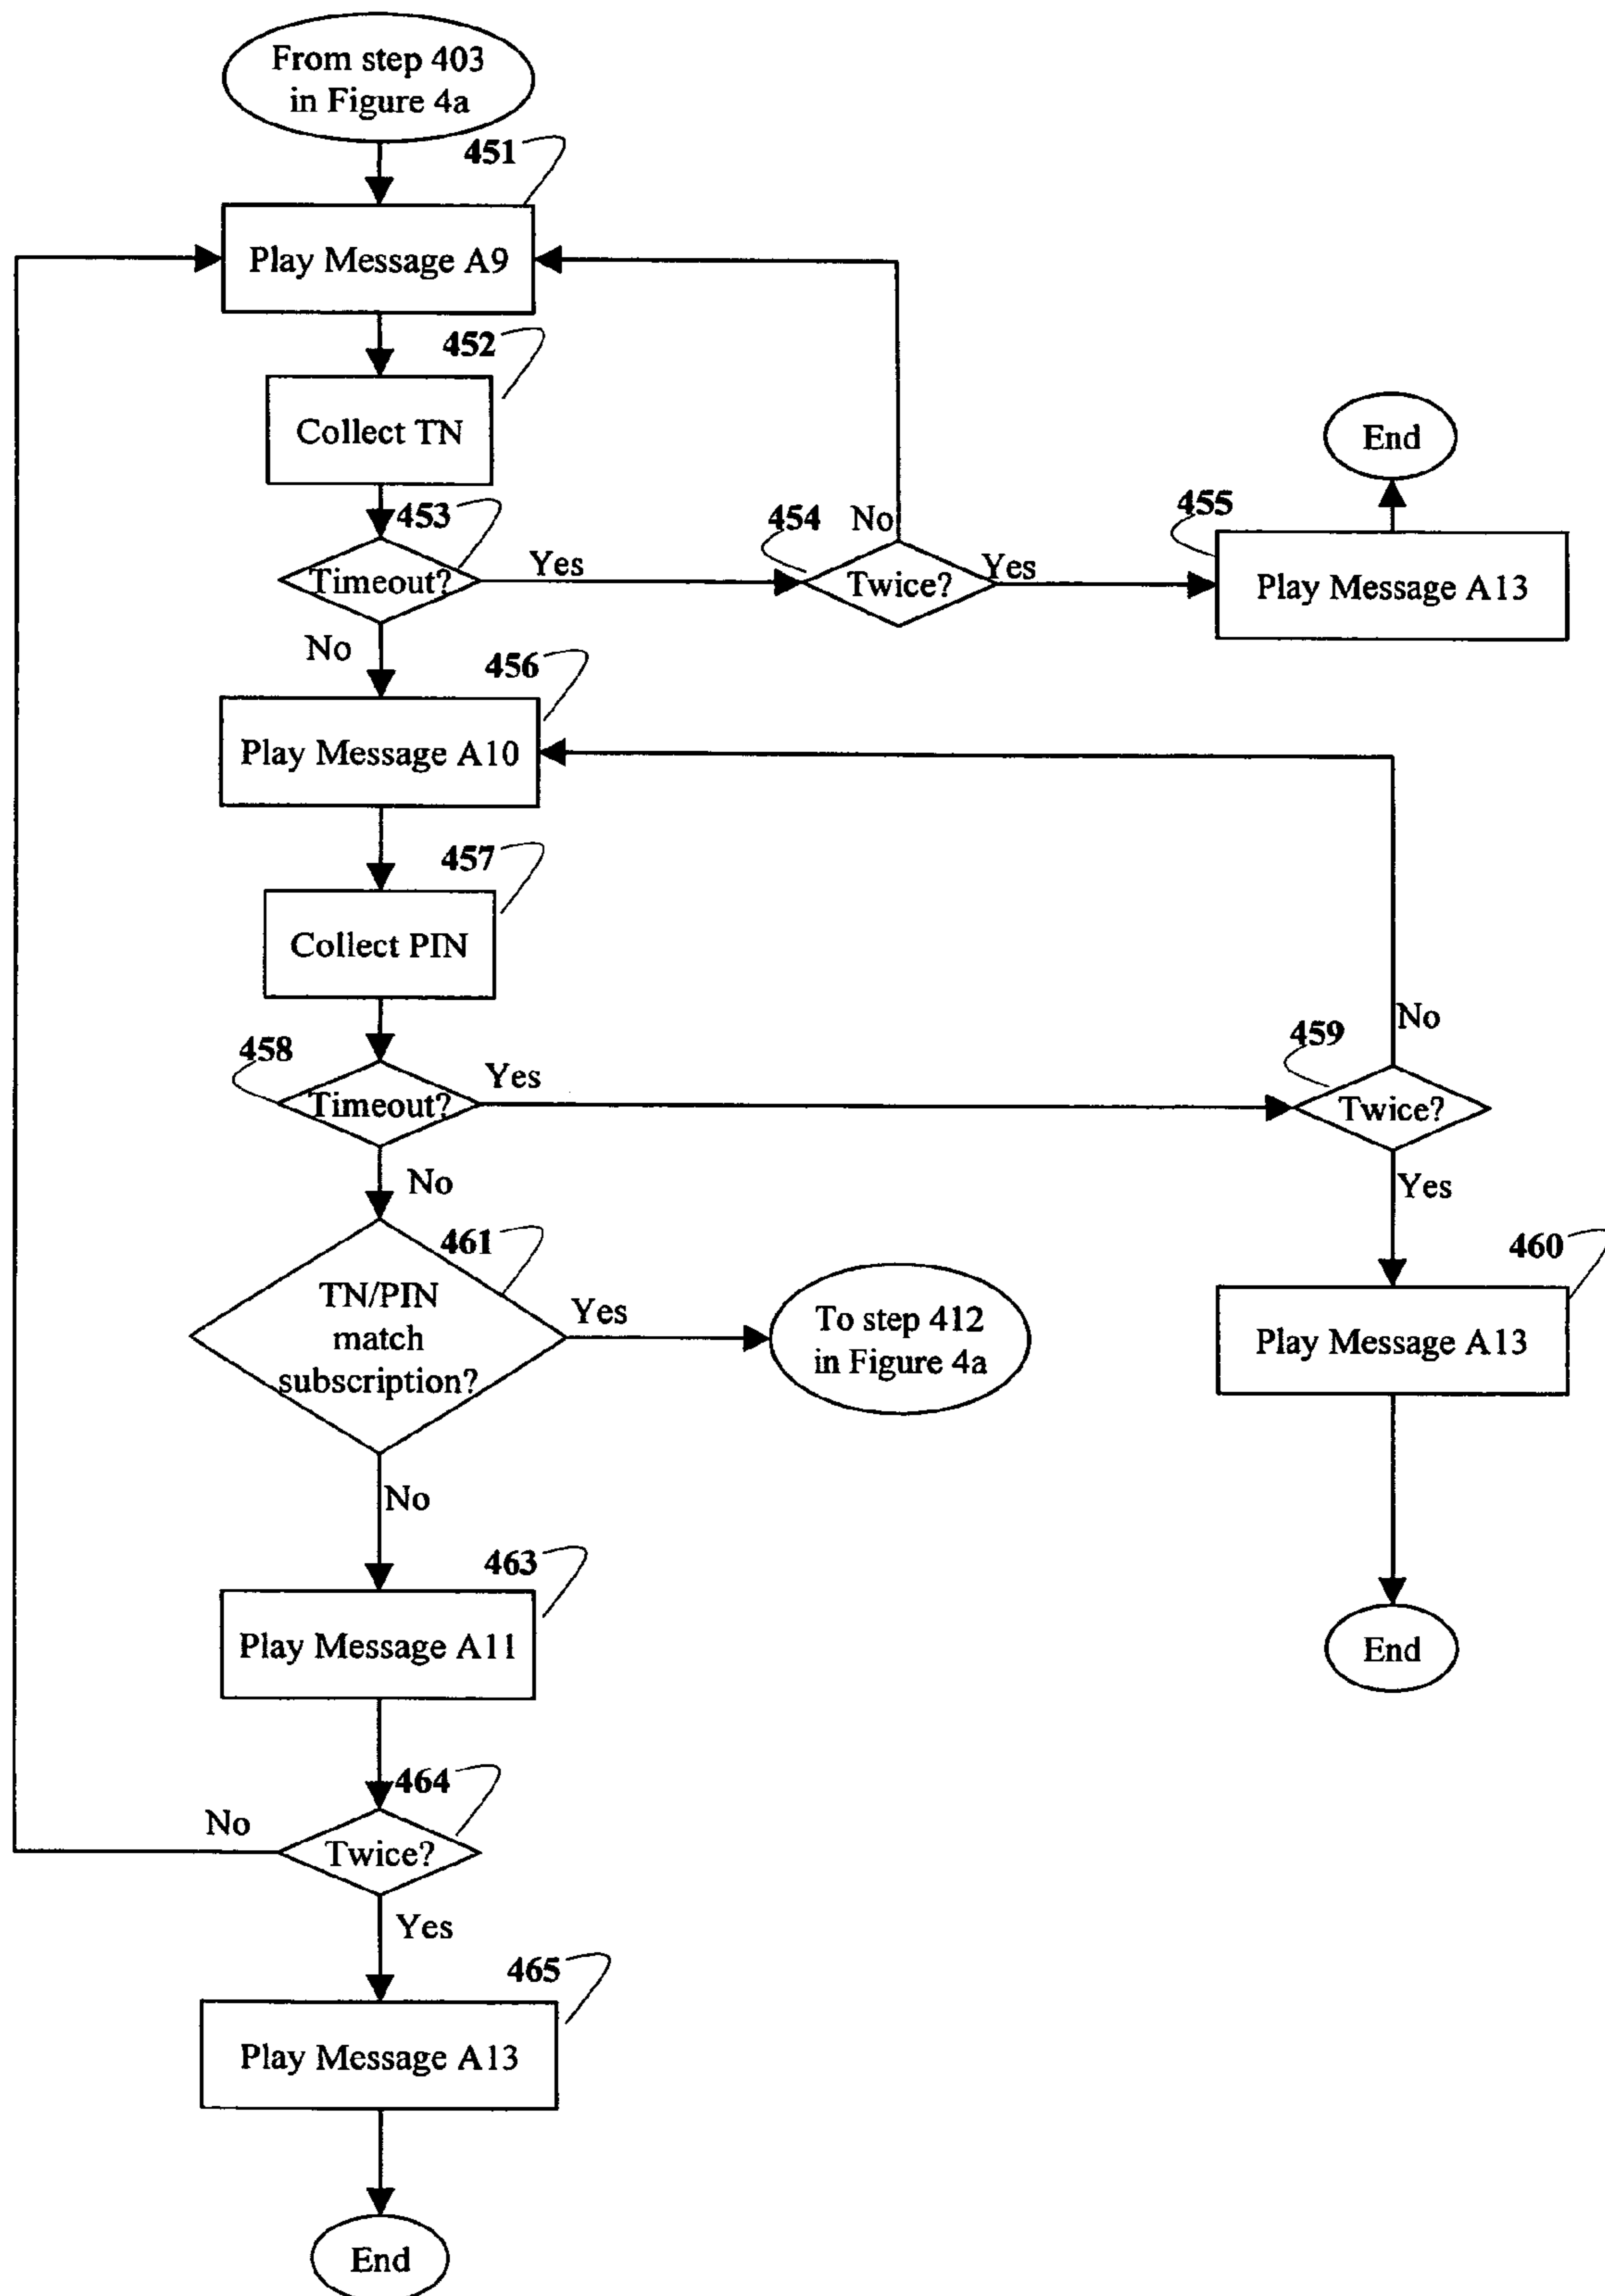 From step 403
in Figure 4a
451
Play Message A9
452
Collect TN
453
Timeout?
Yes
454
No
Twice?
Yes
455
Play Message A13
End
No
456
Play Message A10
457
Collect PIN
458
Timeout?
Yes
459
No
Twice?
Yes
460
Play Message A13
End
No
461
TN/PIN
match
subscription?
Yes
To step 412
in Figure 4a
No
463
Play Message A11
464
No
Twice?
Yes
465
Play Message A13
End